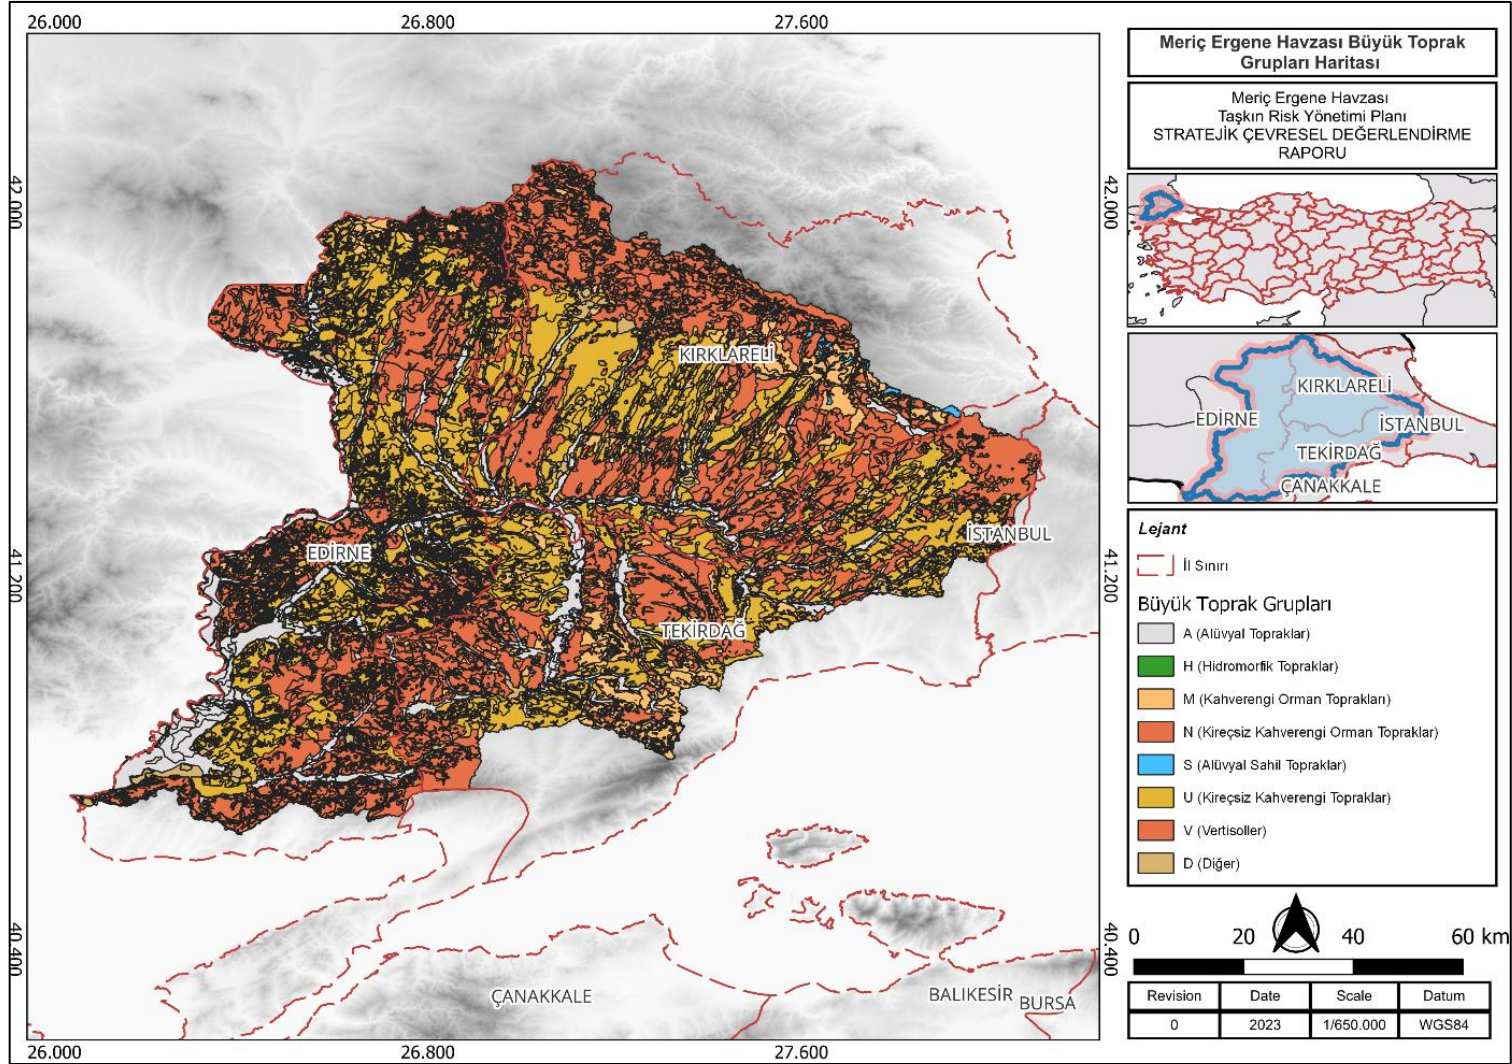 26.000
26.800
27.600
42.000
41.200
40.400
KIRKLARELİ
EDİRNE
İSTANBUL
TEKİRDAĞ
ÇANAKKALE
BALIKESİR
BURSA
42.000
41.200
40.400
26.000
26.800
27.600
Meriç Ergene Havzası Büyük Toprak
Grupları Haritası
Meriç Ergene Havzası
Taşkın Risk Yönetimi Planı
STRATEJİK ÇEVRESEL DEĞERLENDİRME
RAPORU
KIRKLARELİ
EDİRNE
İSTANBUL
TEKİRDAĞ
ÇANAKKALE
Lejant
İl Sınırı
Büyük Toprak Grupları
A (Alüvyal Topraklar)
H (Hidromorfik Topraklar)
M (Kahverengi Orman Toprakları)
N (Kireçsiz Kahverengi Orman Topraklar)
S (Alüvyal Sahil Topraklar)
U (Kireçsiz Kahverengi Topraklar)
V (Vertisoller)
D (Diğer)
0 20 40 60 km
Revision Date Scale Datum
0 2023 1/650.000 WGS84